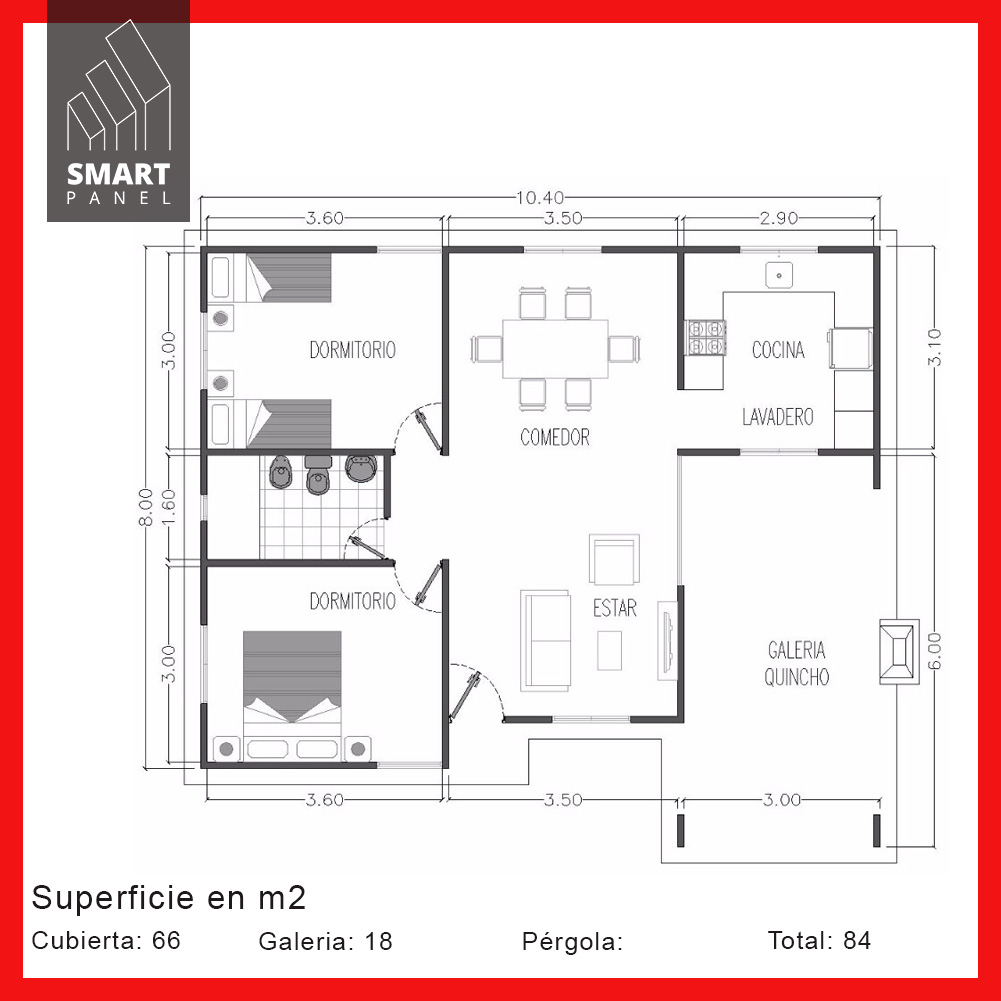 SMART
PANEL
10.40
3.60
3.50
2.90
3.00
DORMITORIO
COCINA
3.10
LAVADERO
COMEDOR
8.00
1.60
DORMITORIO
ESTAR
3.00
GALERIA
QUINCHO
6.00
3.60
3.50
3.00
Superficie en m2
Cubierta: 66
Galeria: 18
Pérgola:
Total: 84